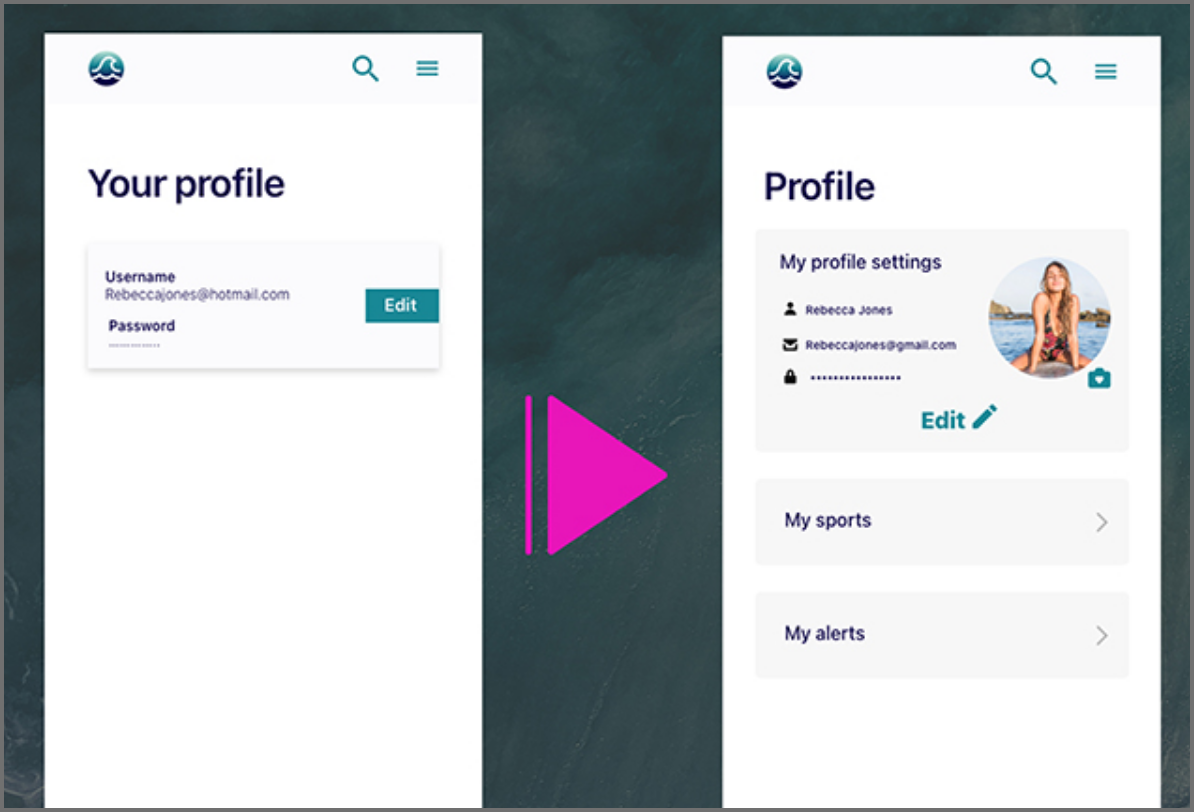 Your profile
Username
Rebeccajones@hotmail.com
Edit
Password
Profile
My profile settings
Rebecca Jones
Rebeccajones@gmail.com
Edit
My sports
My alerts